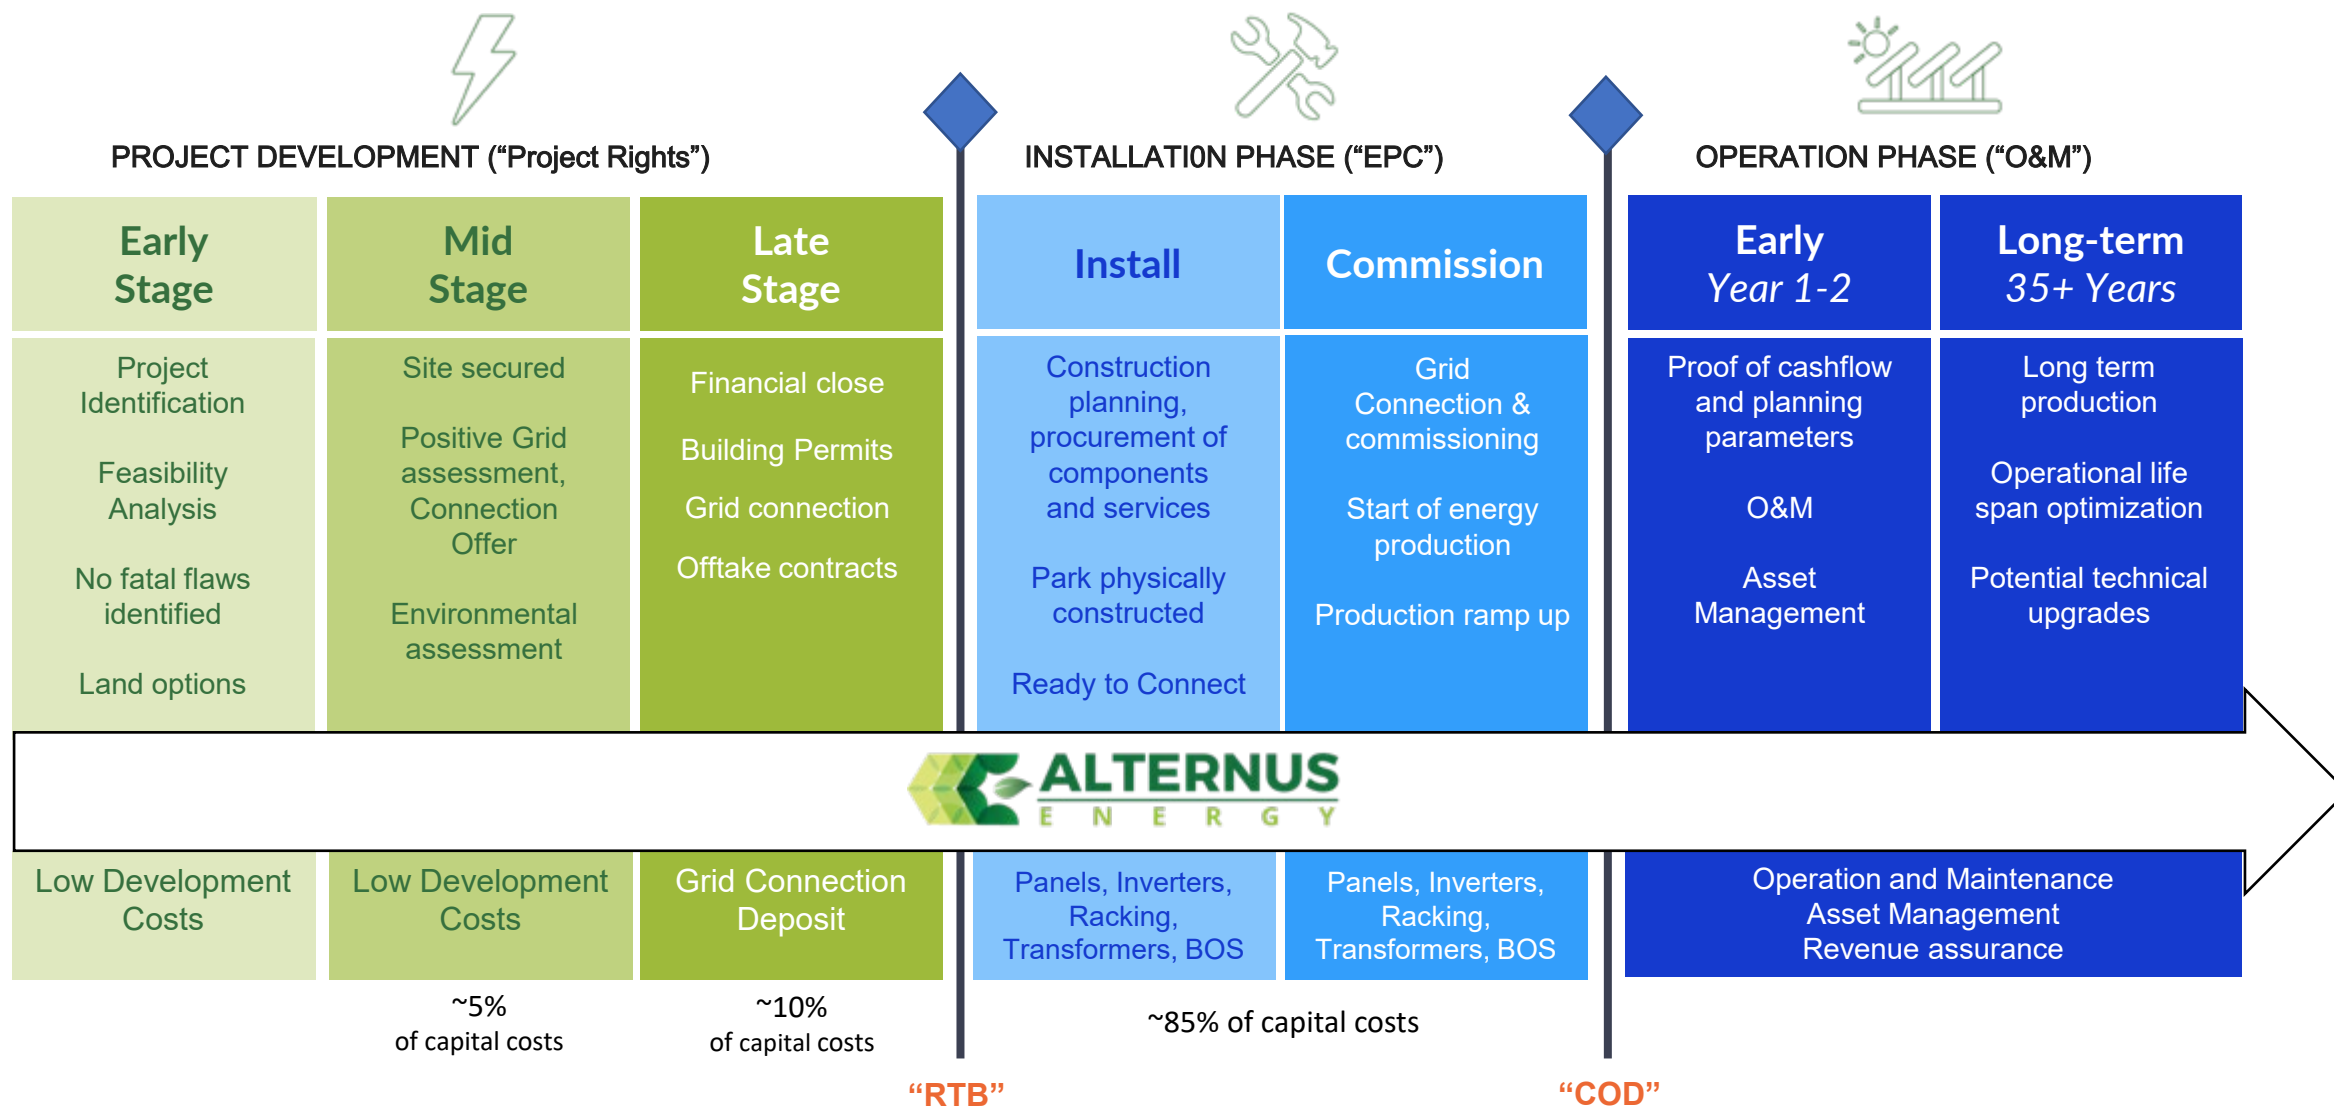 PROJECT DEVELOPMENT (“Project Rights”)
INSTALLATI0N PHASE (“EPC”)
OPERATION PHASE (“O&M”)
Early
Stage
Mid
Stage
Late
Stage
Install
Commission
Early
Year 1-2
Long-term
35+ Years
Project
Identification
Feasibility
Analysis
No fatal flaws
identified
Land options
Site secured
Positive Grid
assessment,
Connection
Offer
Environmental
assessment
Financial close
Building Permits
Grid connection
Offtake contracts
Construction
planning,
procurement of
components
and services
Park physically
constructed
Ready to Connect
Grid
Connection &
commissioning
Start of energy
production
Production ramp up
Proof of cashflow
and planning
parameters
O&M
Asset
Management
Long term
production
Operational life
span optimization
Potential technical
upgrades
ALTERNUS
ENERGY
Low Development
Costs
Low Development
Costs
Grid Connection
Deposit
Panels, Inverters,
Racking,
Transformers, BOS
Panels, Inverters,
Racking,
Transformers, BOS
Operation and Maintenance
Asset Management
Revenue assurance
~5%
of capital costs
~10%
of capital costs
~85% of capital costs
“RTB”
“COD”